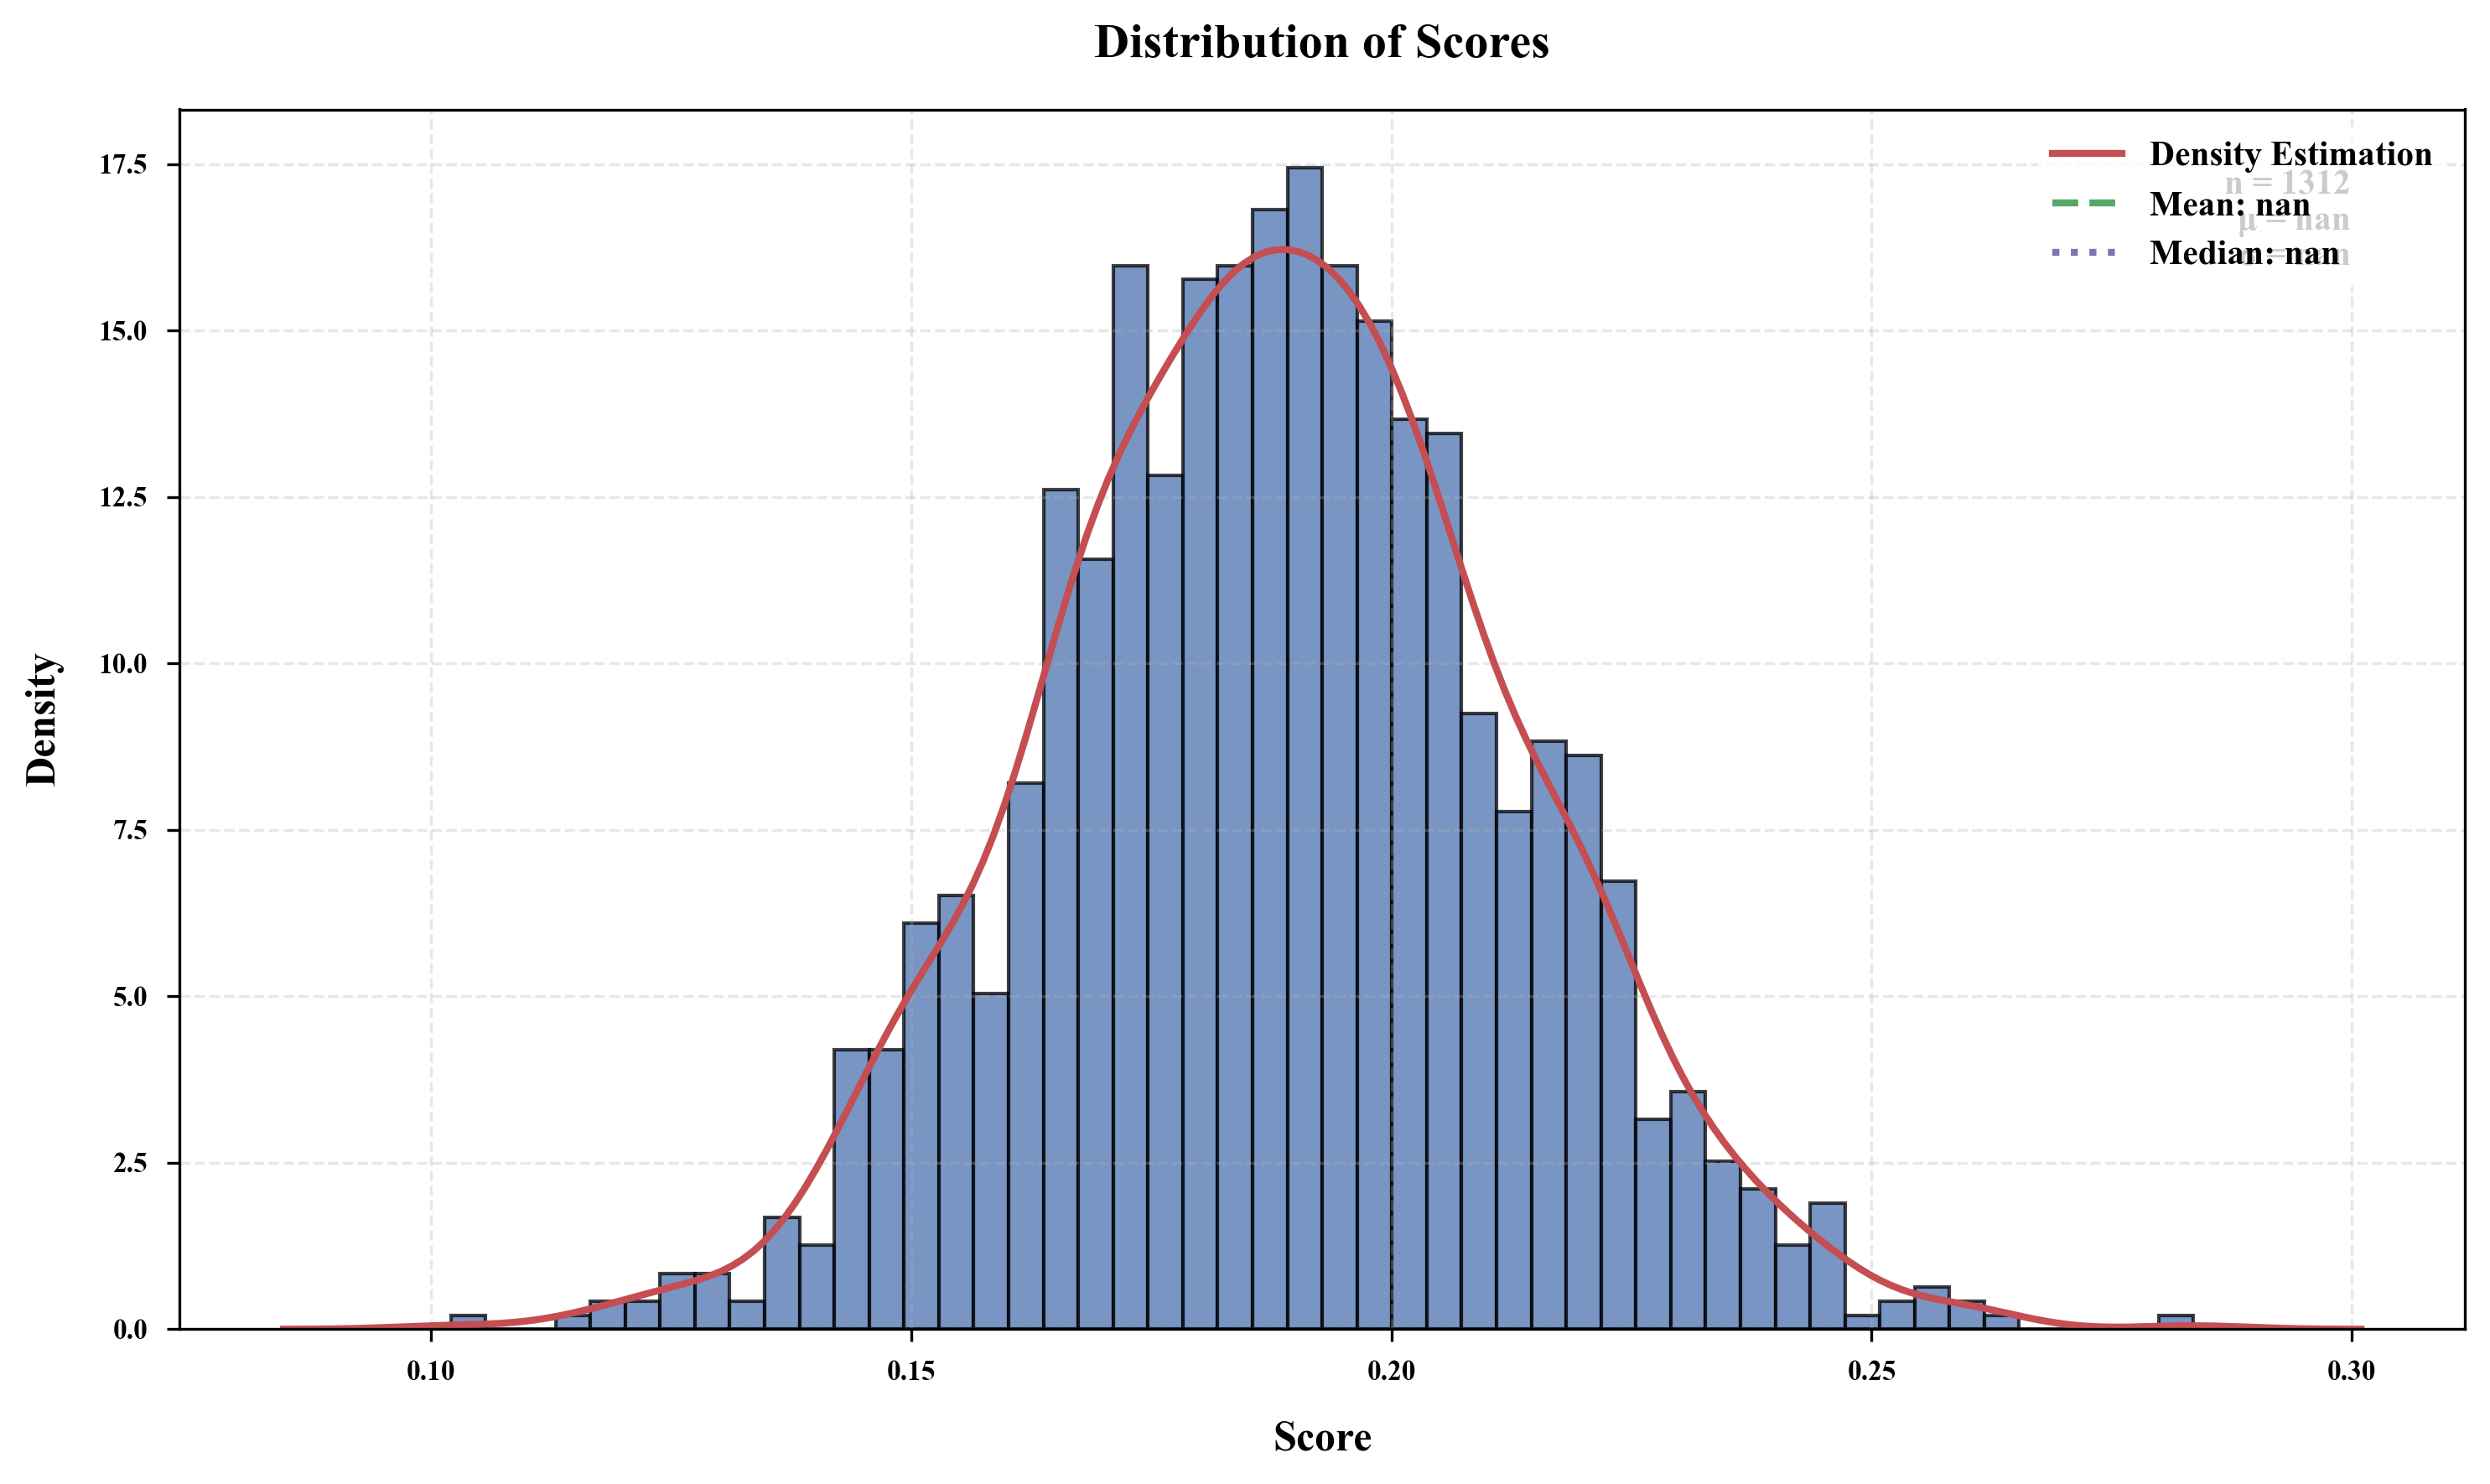 Distribution of Scores
Density Estimation
n = 1312
Mean: nan
μ = nan
Median: nan
Density
17.5
15.0
12.5
10.0
7.5
5.0
2.5
0.0
0.10
0.15
0.20
0.25
0.30
Score